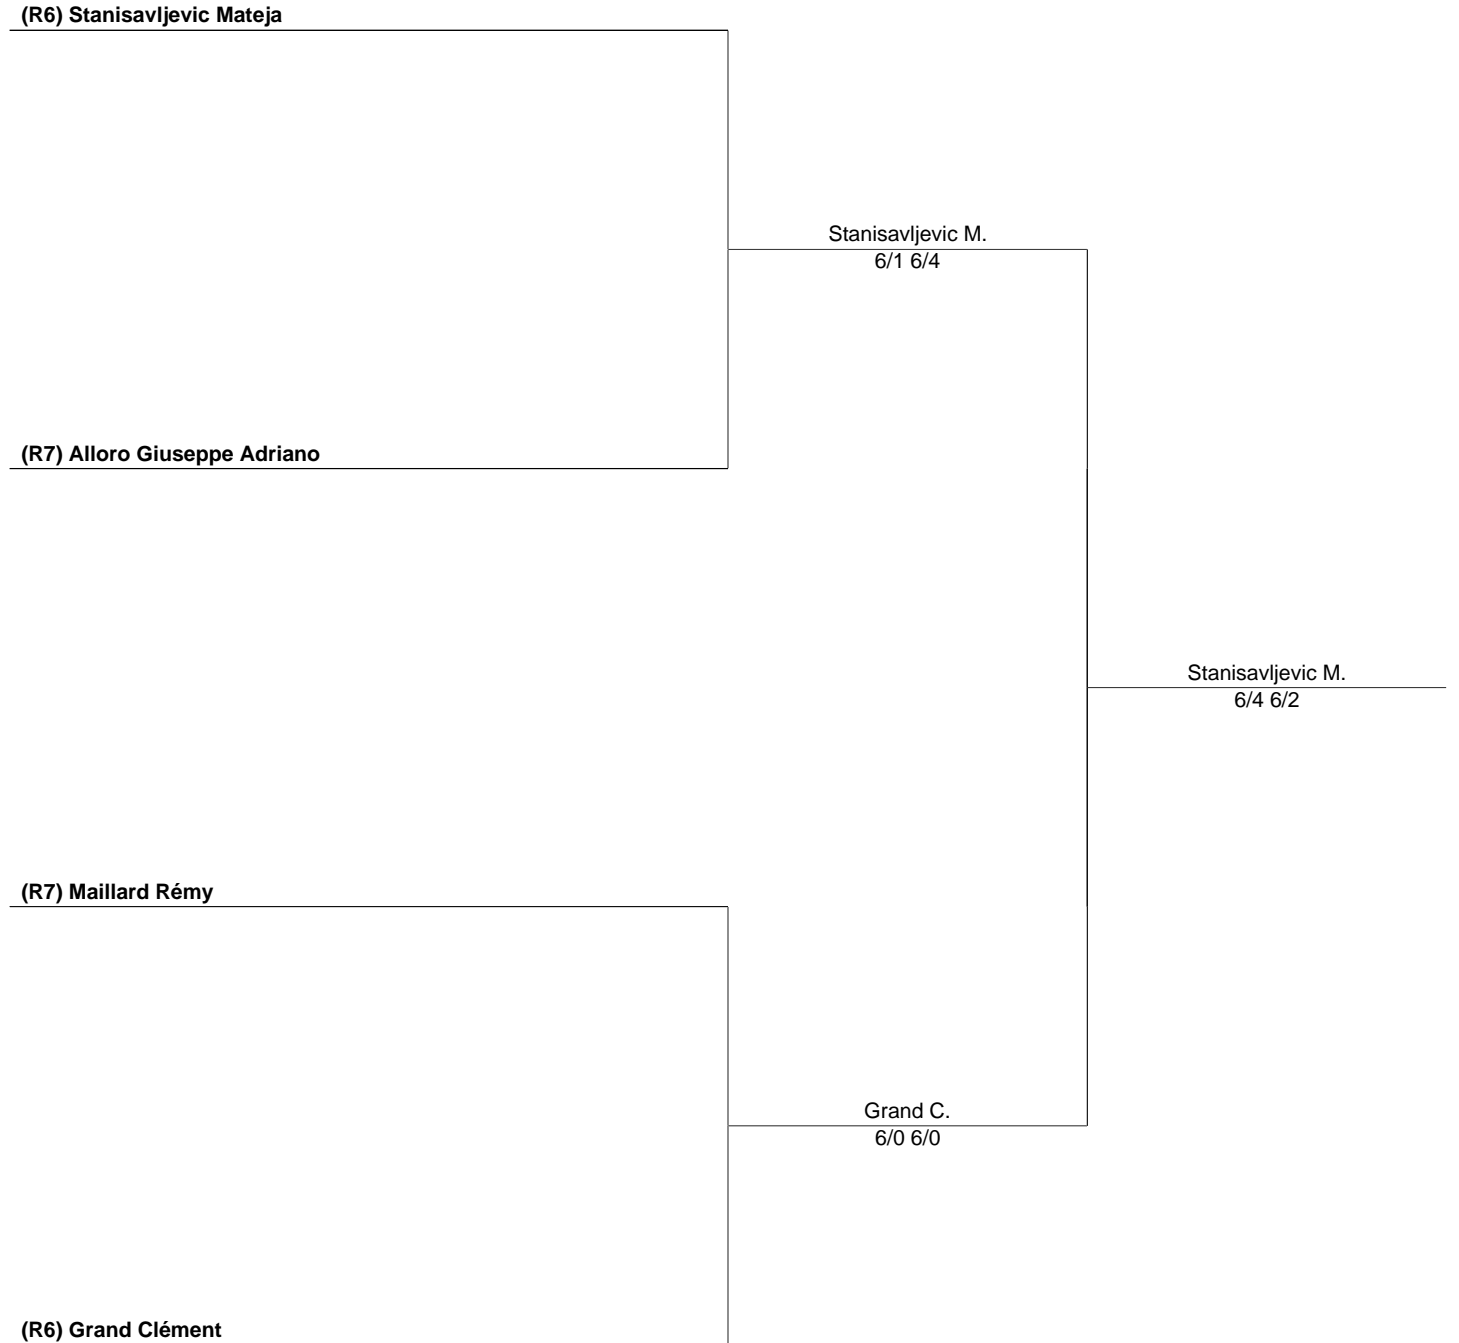 (R6) Stanisavljevic Mateja
Stanisavljevic M.
6/1 6/4
(R7) Alloro Giuseppe Adriano
Stanisavljevic M.
6/4 6/2
(R7) Maillard Rémy
Grand C.
6/0 6/0
(R6) Grand Clément